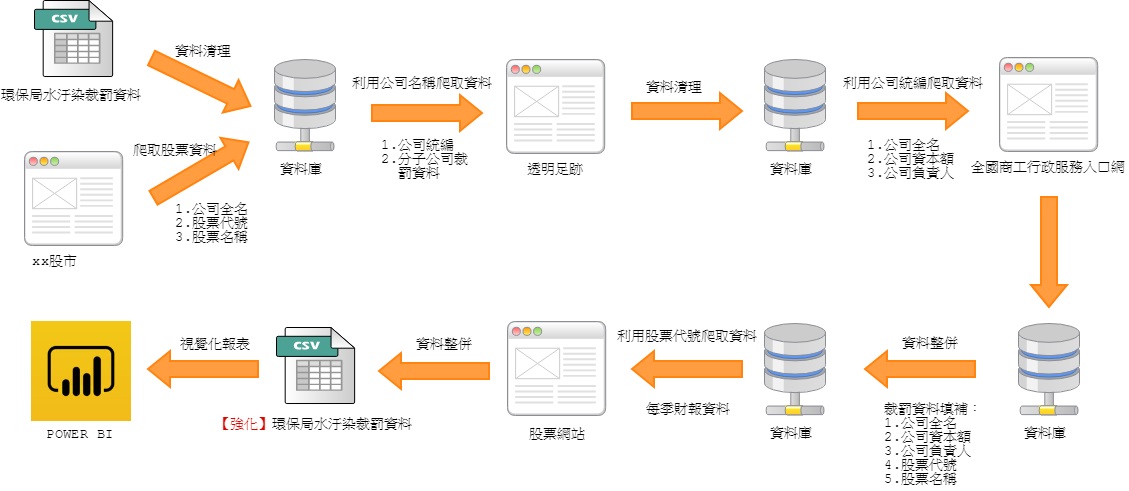 CSV
環保局水汙染裁罰資料
資料清理
爬取股票資料
1.公司全名
2.股票代號
3.股票名稱
xx股市
資料庫
利用公司名稱爬取資料
1.公司統編
2.分子公司裁
罰資料
透明足跡
資料清理
資料庫
利用公司統編爬取資料
1.公司全名
2.公司資本額
3.公司負責人
全國商工行政服務入口網
POWER BI
視覺化報表
CSV
【強化】環保局水汙染裁罰資料
資料整併
股票網站
利用股票代號爬取資料
每季財報資料
資料庫
資料整併
裁罰資料填補：
1.公司全名
2.公司資本額
3.公司負責人
4.股票代號
5.股票名稱
資料庫